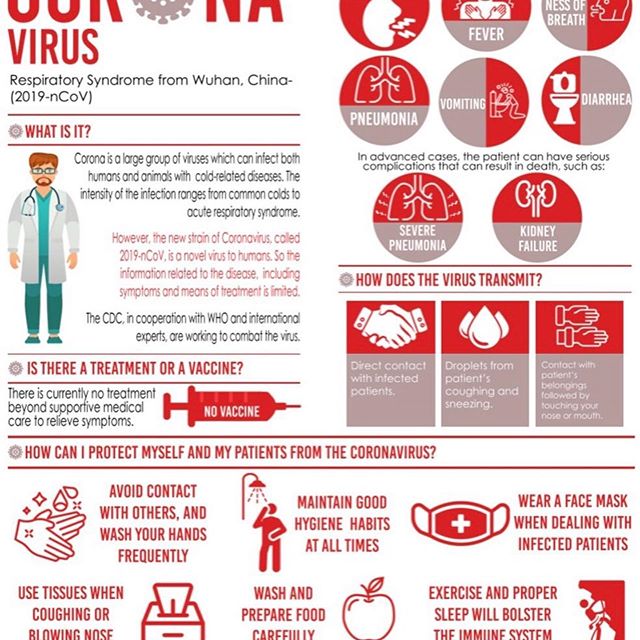 CORONA
VIRUS
Respiratory Syndrome from Wuhan, China-
(2019-nCoV)
WHAT IS IT?
Corona is a large group of viruses which can infect both
humans and animals with cold-related diseases. The
intensity of the infection ranges from common colds to
acute respiratory syndrome.
However, the new strain of Coronavirus, called
2019-nCoV, is a novel virus to humans. So the
information related to the disease, including
symptoms and means of treatment is limited.
The CDC, in cooperation with WHO and international
experts, are working to combat the virus.
IS THERE A TREATMENT OR A VACCINE?
There is currently no treatment
beyond supportive medical
care to relieve symptoms.
NO VACCINE
FEVER
NESS OF
BREATH
PNEUMONIA
VOMITING
DIARRHEA
In advanced cases, the patient can have serious
complications that can result in death, such as:
SEVERE
PNEUMONIA
KIDNEY
FAILURE
HOW DOES THE VIRUS TRANSMIT?
Direct contact
with infected
patients.
Droplets from
patient's
coughing and
sneezing.
Contact with
patient's
belongings
followed by
touching your
nose or mouth.
HOW CAN I PROTECT MYSELF AND MY PATIENTS FROM THE CORONAVIRUS?
AVOID CONTACT
WITH OTHERS, AND
WASH YOUR HANDS
FREQUENTLY
MAINTAIN GOOD
HYGIENE HABITS
AT ALL TIMES
WEAR A FACE MASK
WHEN DEALING WITH
INFECTED PATIENTS
USE TISSUES WHEN
COUGHING OR
BLOWING NOSE
WASH AND
PREPARE FOOD
CAREFULLY
EXERCISE AND PROPER
SLEEP WILL BOLSTER
THE IMMUNE SYSTEM